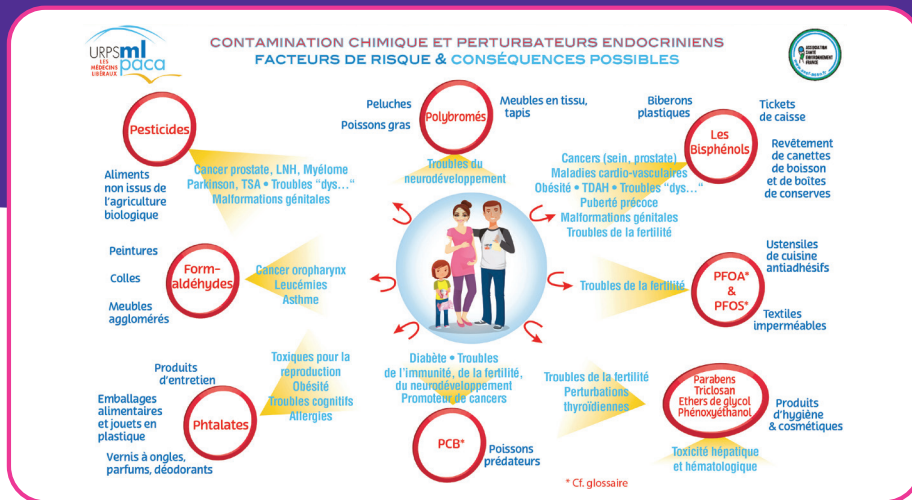 URPS ml
LES
MÉDECINS
LIBÉRAUX
paca
CONTAMINATION CHIMIQUE ET PERTURBATEURS ENDOCRINIENS
FACTEURS DE RISQUE & CONSÉQUENCES POSSIBLES
ASSOCIATION
SANTÉ
ENVIRONNEMENT
FRANCE
Pesticides
Aliments
non issus de
l'agriculture
biologique
Cancer prostate, LNH, Myélome
Parkinson, TSA • Troubles "dys..."
Malformations génitales
Peluches
Poissons gras
Polybromés
Meubles en tissu,
tapis
Troubles du
neurodéveloppement
Biberons
plastiques
Les
Bisphénols
Tickets
de caisse
Revêtement
de canettes
de boisson
et de boîtes
de conserves
Cancers (sein, prostate)
Maladies cardio-vasculaires
Obésité • TDAH • Troubles "dys..."
Puberté précoce
Malformations génitales
Troubles de la fertilité
Peintures
Colles
Meubles
agglomérés
Form-
aldéhydes
Cancer oropharynx
Leucémies
Asthme
Troubles de la fertilité
PFOA*
&
PFOS*
Ustensiles
de cuisine
antiadhésifs
Textiles
imperméables
Produits
d'entretien
Emballages
alimentaires
et jouets en
plastique
Vernis à ongles,
parfums, déodorants
Phtalates
Toxiques pour la
reproduction
Obésité
Troubles cognitifs
Allergies
Diabète • Troubles
de l'immunité, de la fertilité,
du neurodéveloppement
Promoteur de cancers
PCB*
Poissons
prédateurs
Troubles de la fertilité
Perturbations
thyroïdiennes
Parabens
Triclosan
Ethers de glycol
Phénoxyéthanol
Produits
d'hygiène
& cosmétiques
Toxicité hépatique
et hématologique
* Cf. glossaire